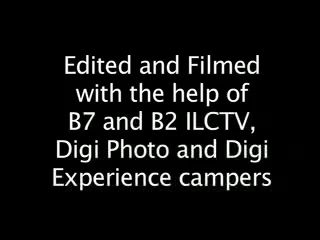 Edited and Filmed
with the help of
B7 and B2 ILCTV,
Digi Photo and Digi
Experience campers